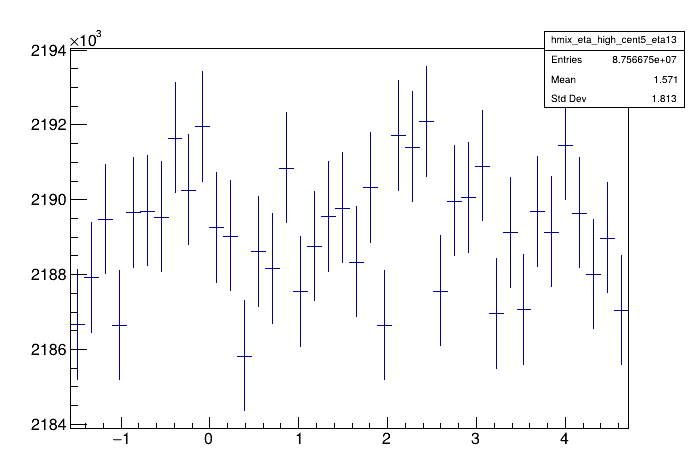 ×10³
hmix_eta_high_cent5_eta13
Entries 8.756675e+07
Mean 1.571
Std Dev 1.813
2194
2192
2190
2188
2186
2184
−1 0 1 2 3 4